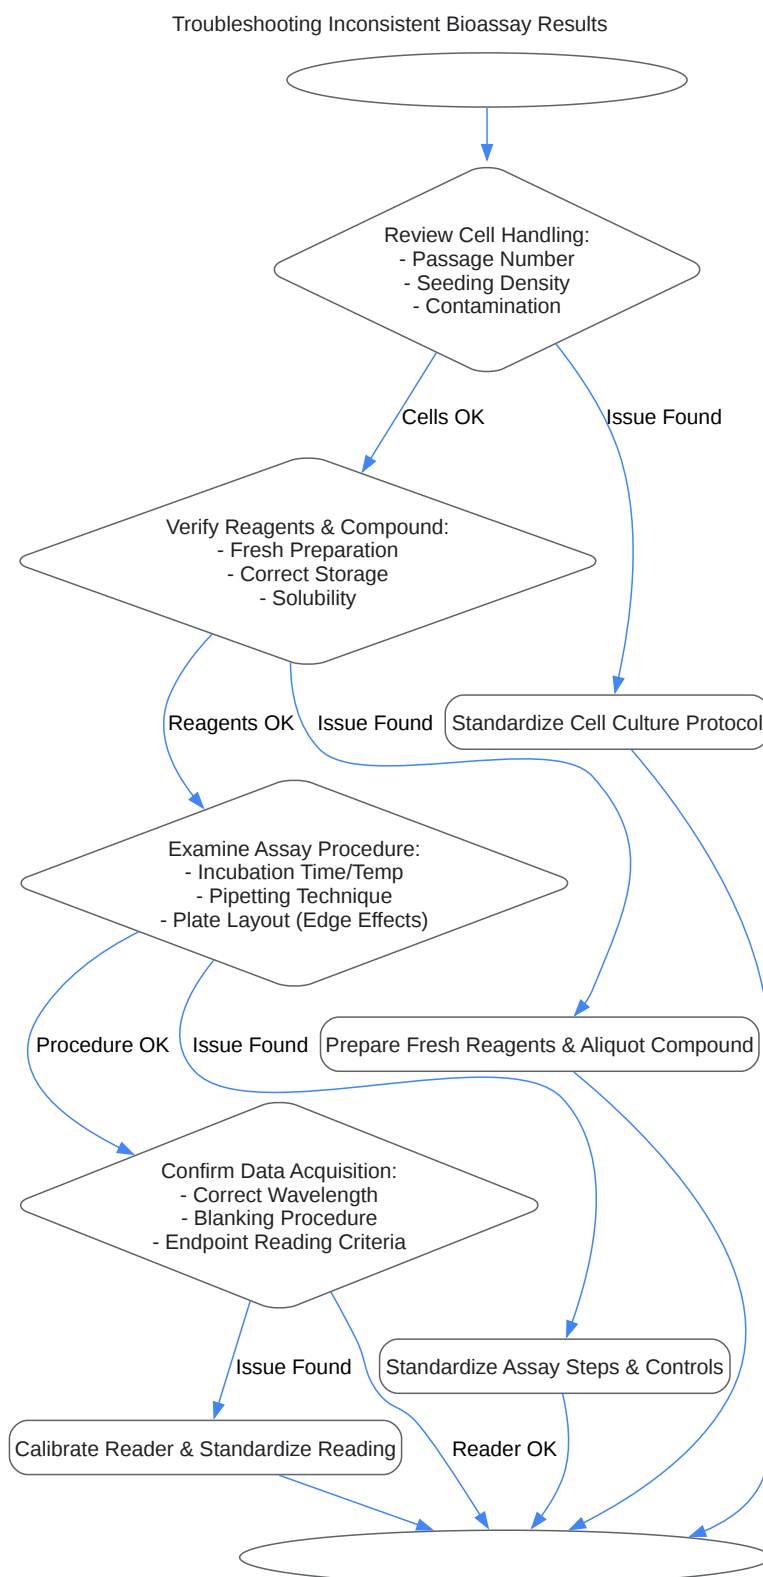 Troubleshooting Inconsistent Bioassay Results
Review Cell Handling:
- Passage Number
- Seeding Density
- Contamination
Cells OK
Issue Found
Verify Reagents & Compound:
- Fresh Preparation
- Correct Storage
- Solubility
Reagents OK
Issue Found
Standardize Cell Culture Protocol
Examine Assay Procedure:
- Incubation Time/Temp
- Pipetting Technique
- Plate Layout (Edge Effects)
Procedure OK
Issue Found
Prepare Fresh Reagents & Aliquot Compound
Confirm Data Acquisition:
- Correct Wavelength
- Blanking Procedure
- Endpoint Reading Criteria
Issue Found
Standardize Assay Steps & Controls
Calibrate Reader & Standardize Reading
Reader OK